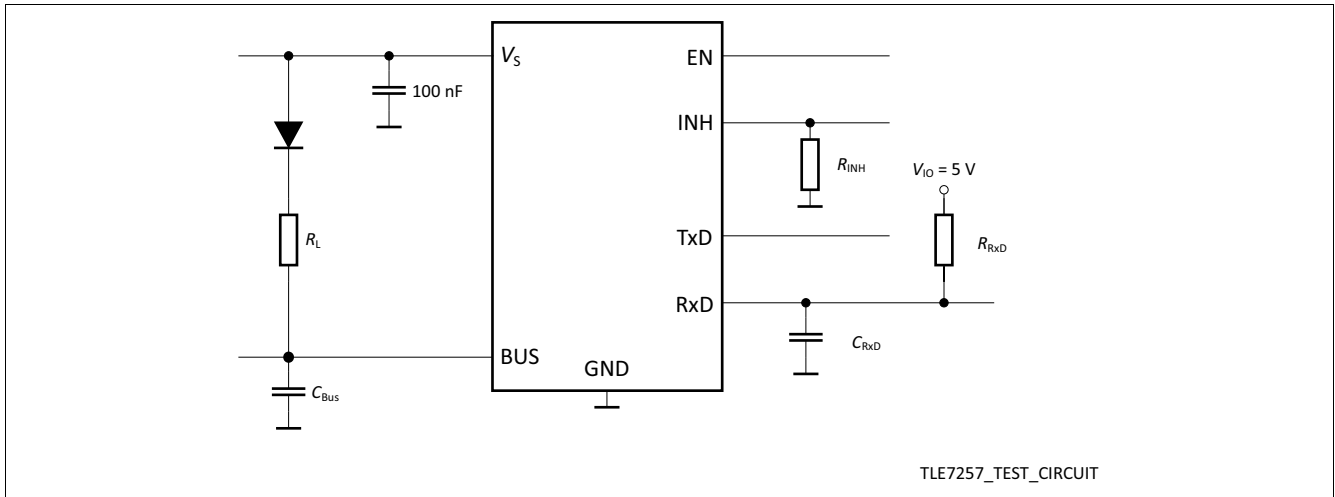 VS
EN
100 nF
INH
RINH
VIO = 5 V
RL
TxD
RRxD
RxD
CRxD
BUS
GND
CBus
TLE7257_TEST_CIRCUIT